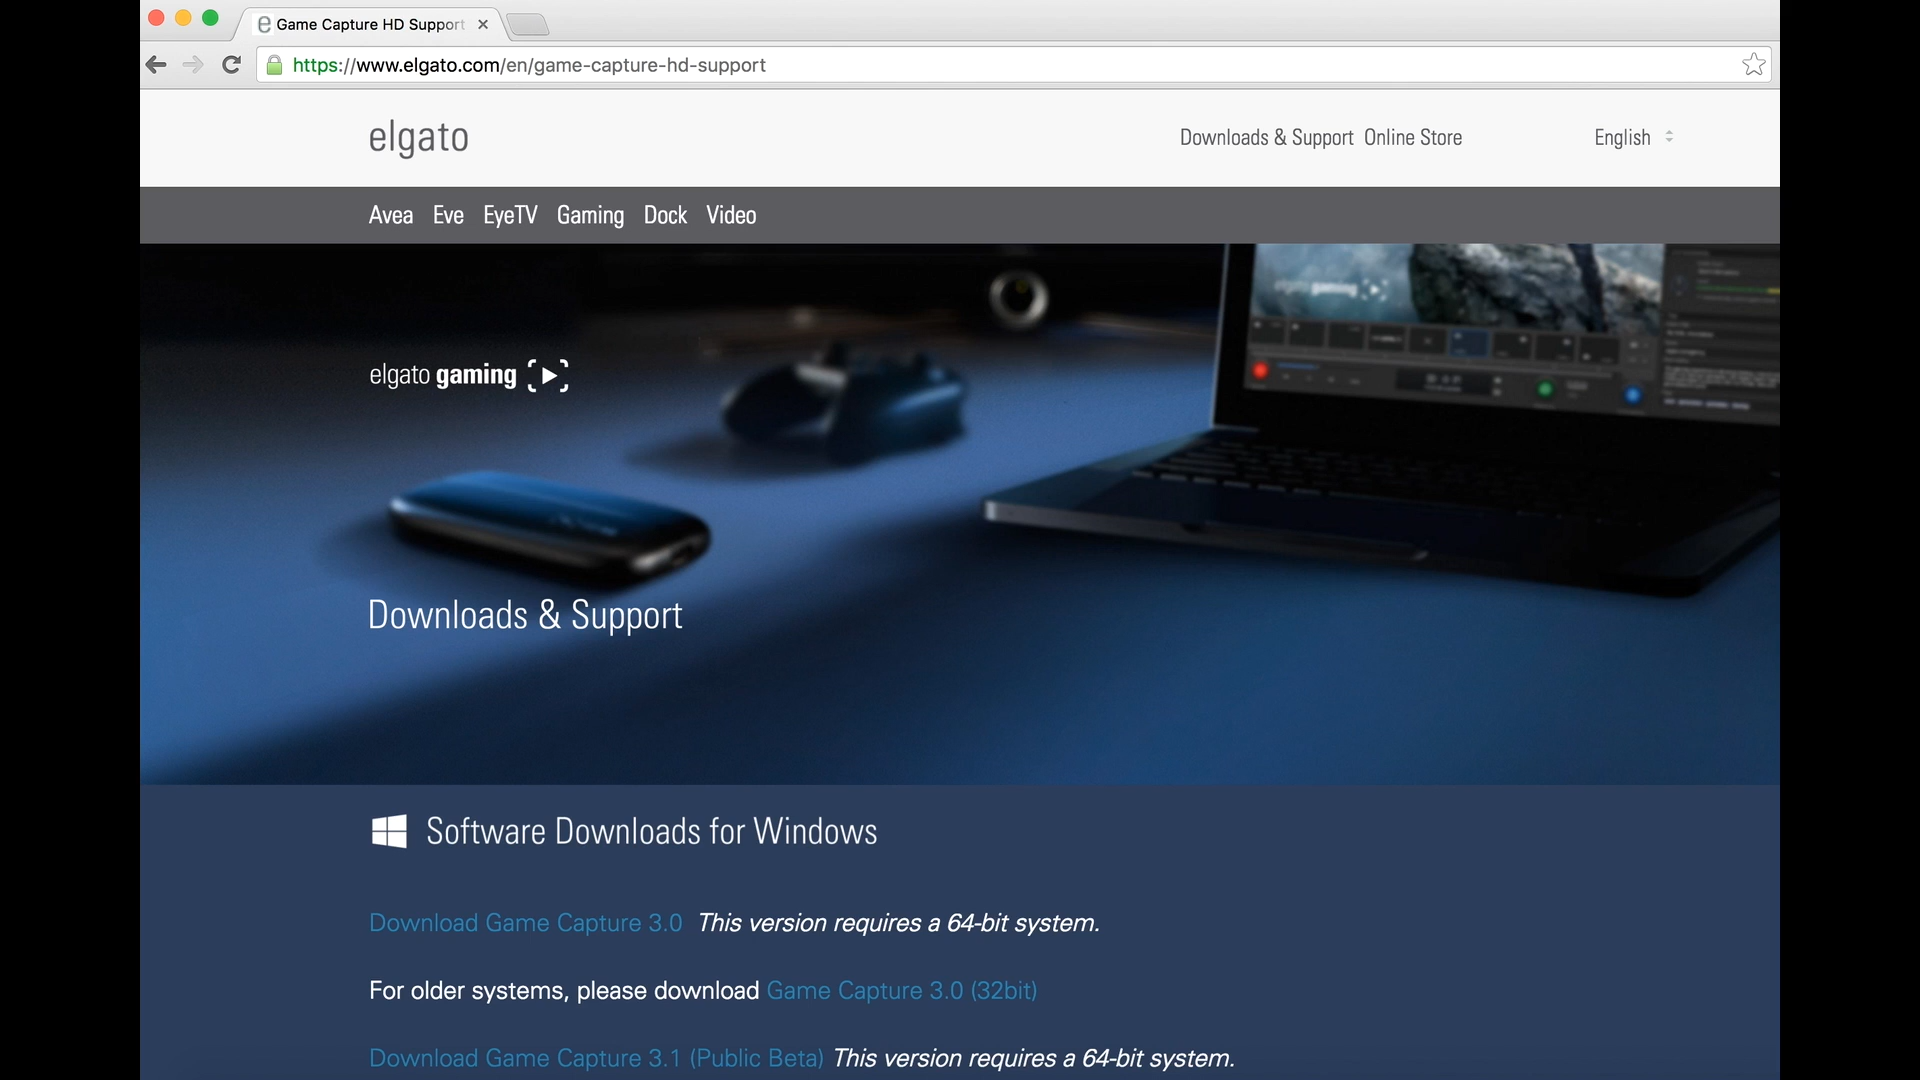 Game Capture HD Support
https://www.elgato.com/en/game-capture-hd-support
elgato
Downloads & Support Online Store English
Avea Eve EyeTV Gaming Dock Video
elgato gaming
elgato gaming
Downloads & Support
Software Downloads for Windows
Download Game Capture 3.0 This version requires a 64-bit system.
For older systems, please download Game Capture 3.0 (32bit)
Download Game Capture 3.1 (Public Beta) This version requires a 64-bit system.